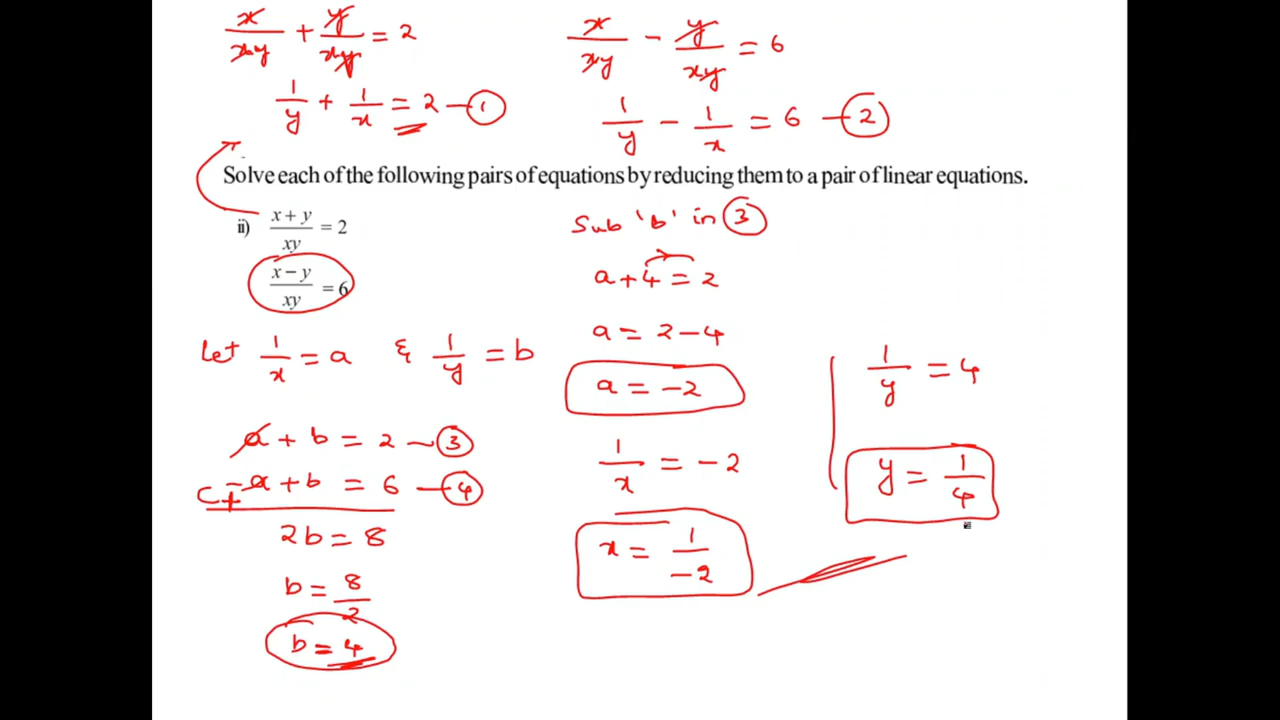 x/xy + y/xy = 2
1/y + 1/x = 2 — ①
x/xy − y/xy = 6
1/y − 1/x = 6 — ②
Solve each of the following pairs of equations by reducing them to a pair of linear equations.
ii) x + y/xy = 2
x − y/xy = 6
Let 1/x = a & 1/y = b
a + b = 2 — ③
(+ −a + b = 6 — ④
2b = 8
b = 8/2
b = 4
Sub 'b' in ③
a + 4 = 2
a = 2 − 4
a = −2
1/x = −2
x = 1/−2
1/y = 4
y = 1/4